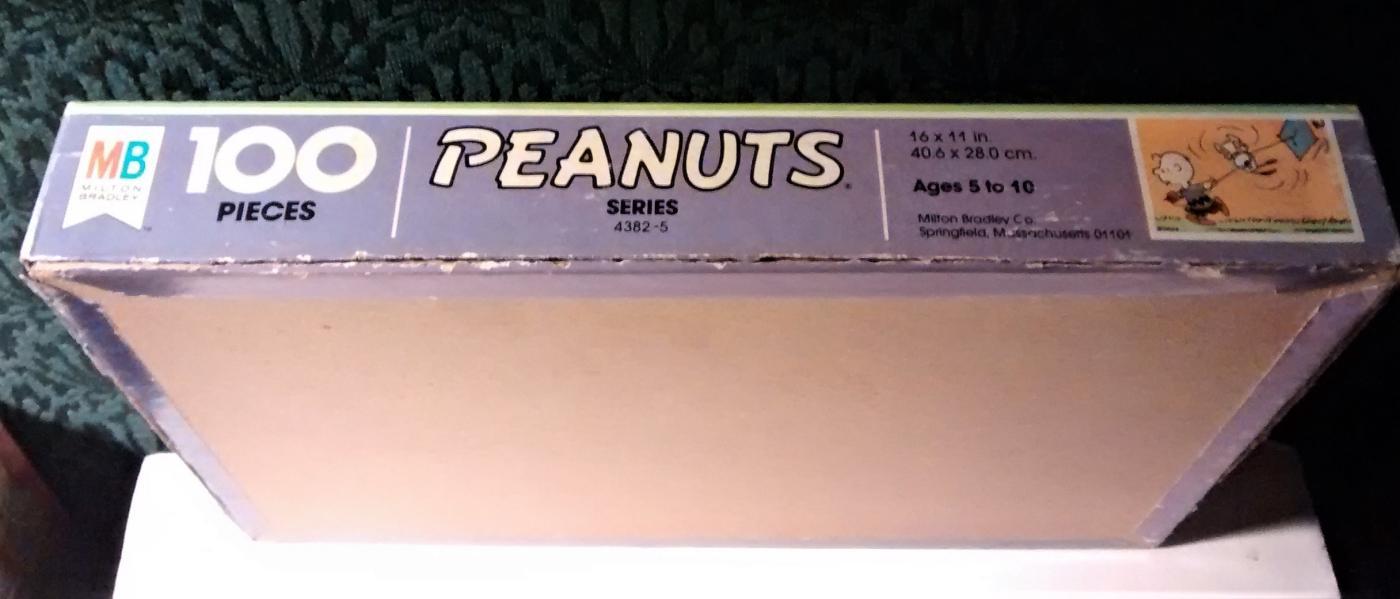 MB
MILTON
BRADLEY
™
100
PIECES
PEANUTS®
SERIES
4382-5
16 x 11 in.
40.6 x 28.0 cm.
Ages 5 to 10
Milton Bradley Co.
Springfield, Massachusetts 01101